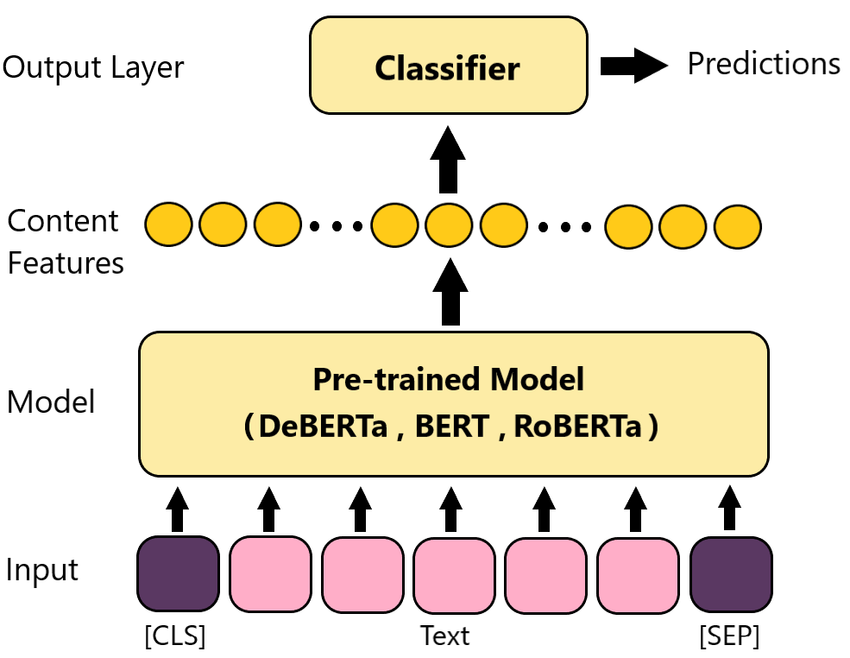 Output Layer
Classifier
Predictions
Content
Features
Model
Pre-trained Model
(DeBERTa , BERT , RoBERTa)
Input
[CLS]
Text
[SEP]